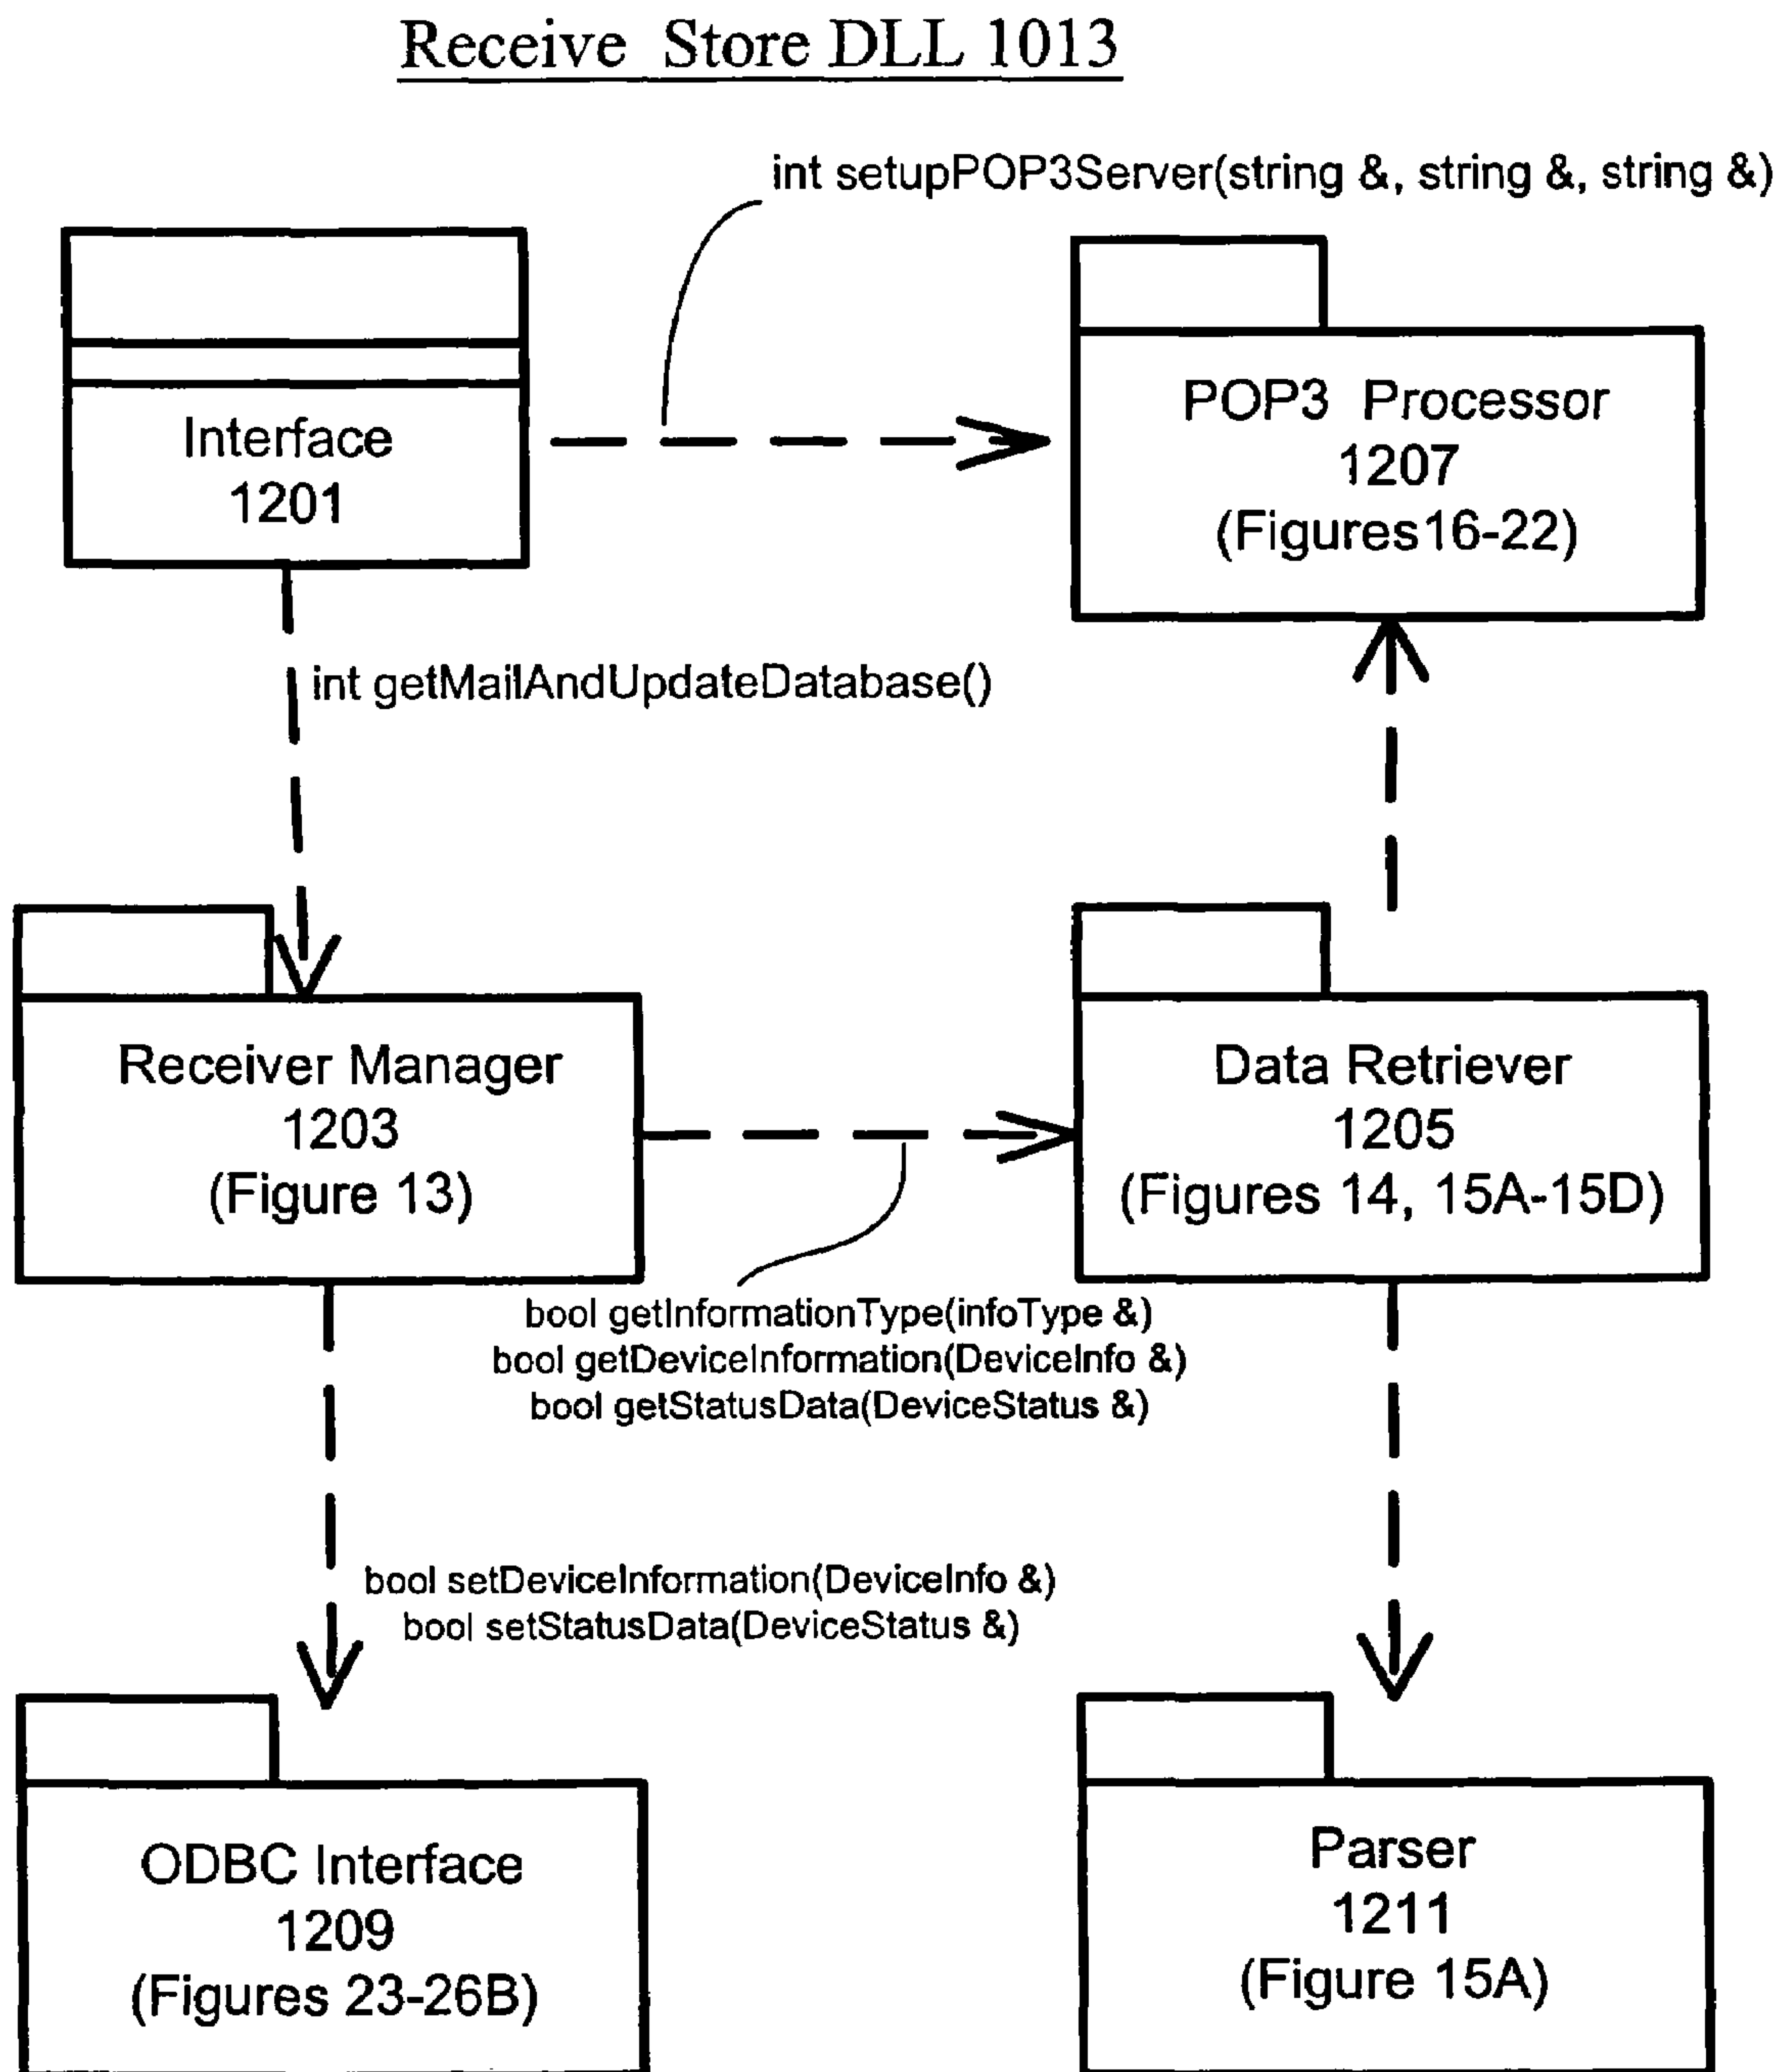 Receive Store DLL 1013
int setupPOP3Server(string &, string &, string &)
Interface
1201
POP3 Processor
1207
(Figures16-22)
int getMailAndUpdateDatabase()
Receiver Manager
1203
(Figure 13)
Data Retriever
1205
(Figures 14, 15A-15D)
bool getInformationType(infoType &)
bool getDeviceInformation(DeviceInfo &)
bool getStatusData(DeviceStatus &)
bool setDeviceInformation(DeviceInfo &)
bool setStatusData(DeviceStatus &)
ODBC Interface
1209
(Figures 23-26B)
Parser
1211
(Figure 15A)